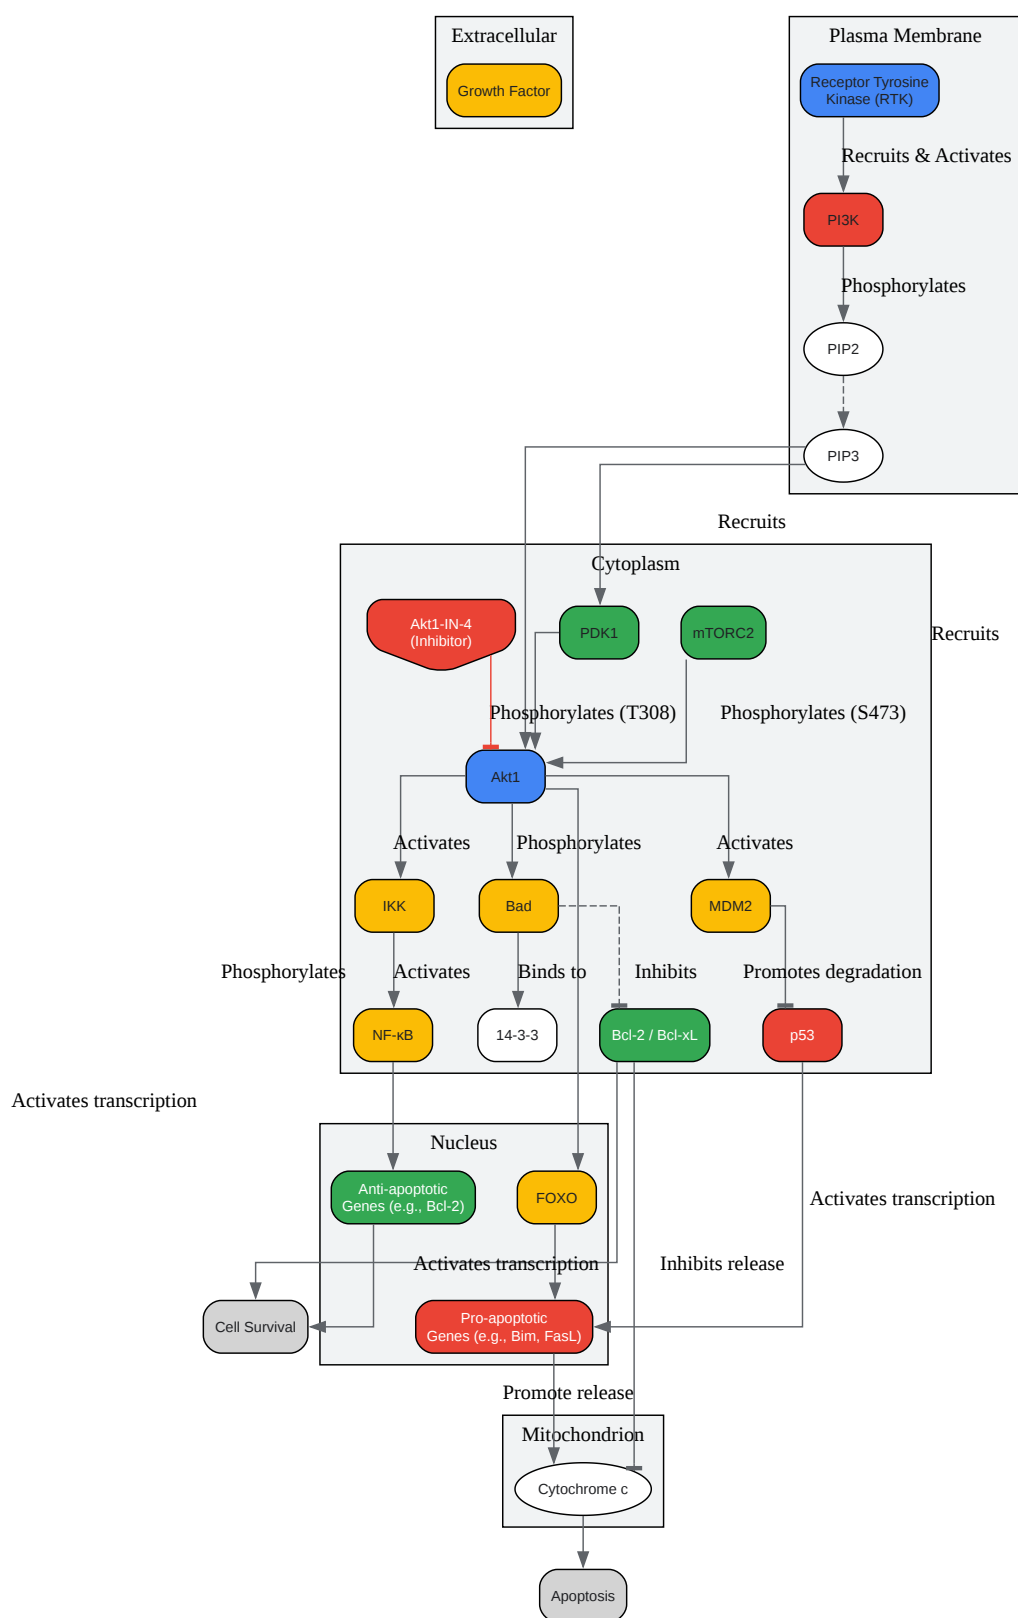 Extracellular
Growth Factor
Plasma Membrane
Receptor Tyrosine
Kinase (RTK)
Recruits & Activates
PI3K
Phosphorylates
PIP2
PIP3
Recruits
Cytoplasm
Akt1-IN-4
(Inhibitor)
PDK1
mTORC2
Recruits
Phosphorylates (T308)
Phosphorylates (S473)
Akt1
Activates
Phosphorylates
Activates
IKK
Bad
MDM2
Phosphorylates
Activates
Binds to
Inhibits
Promotes degradation
NF-κB
14-3-3
Bcl-2 / Bcl-xL
p53
Activates transcription
Nucleus
Anti-apoptotic
Genes (e.g., Bcl-2)
FOXO
Activates transcription
Activates transcription
Inhibits release
Cell Survival
Pro-apoptotic
Genes (e.g., Bim, FasL)
Promote release
Mitochondrion
Cytochrome c
Apoptosis